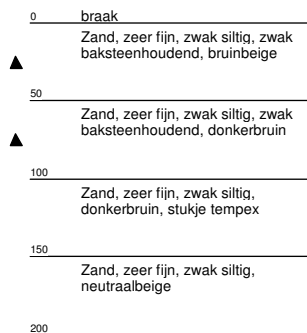 0 braak
Zand, zeer fijn, zwak siltig, zwak
baksteenhoudend, bruinbeige
50
Zand, zeer fijn, zwak siltig, zwak
baksteenhoudend, donkerbruin
100
Zand, zeer fijn, zwak siltig,
donkerbruin, stukje tempex
150
Zand, zeer fijn, zwak siltig,
neutraalbeige
200